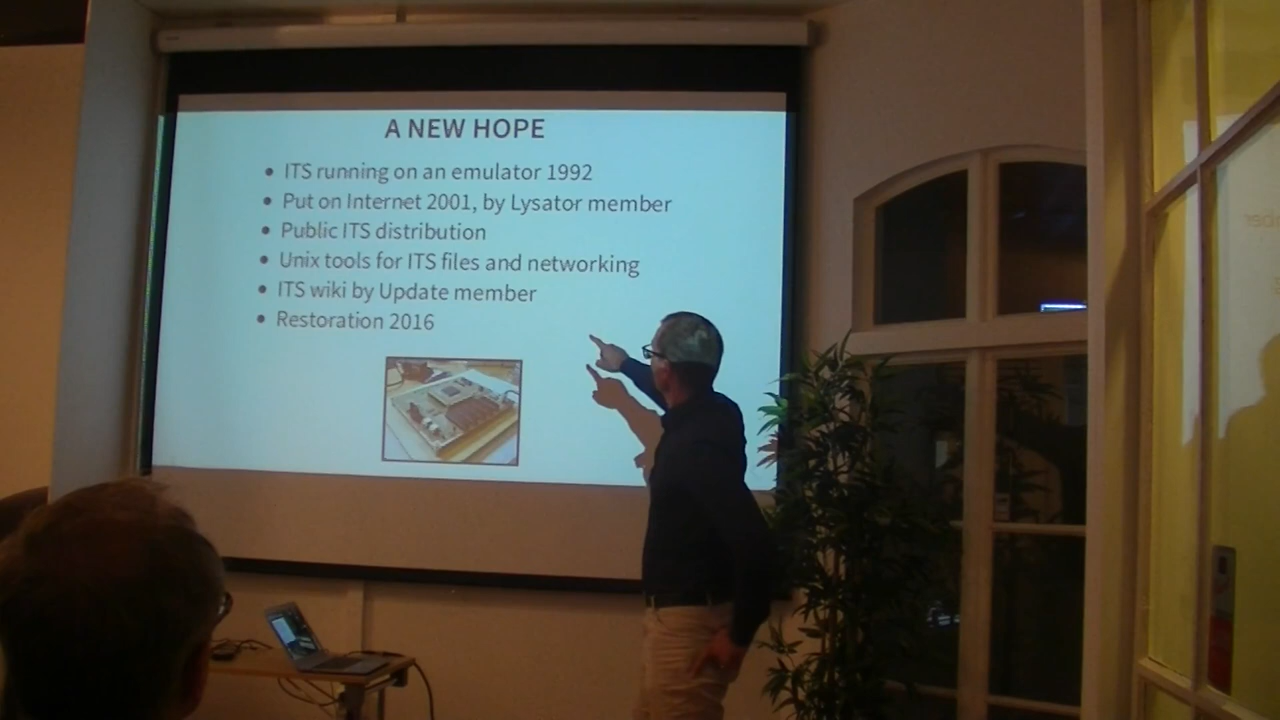 A NEW HOPE
ITS running on an emulator 1992
Put on Internet 2001, by Lysator member
Public ITS distribution
Unix tools for ITS files and networking
ITS wiki by Update member
Restoration 2016